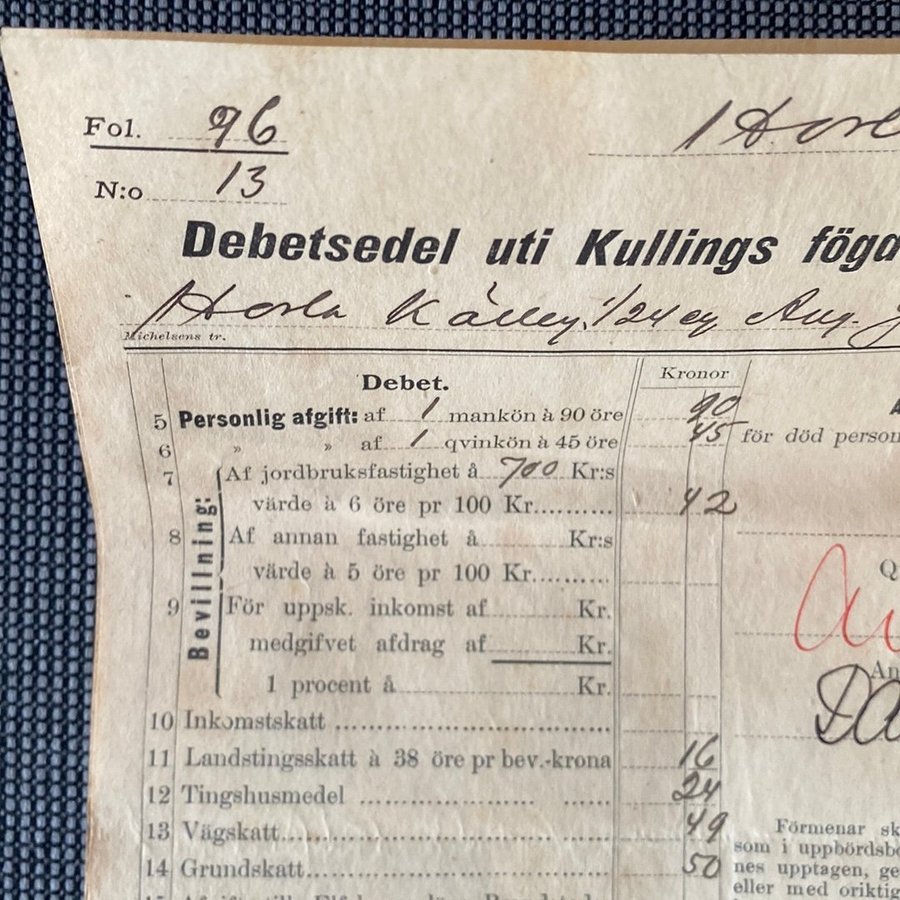 Fol. 96
N:o 13
Debetsedel uti Kullings föga
Horla
Michelsens tr.
Debet.
Kronor
5 Personlig afgift: af 1 mankön à 90 öre 90
6 » » af 1 qvinkön à 45 öre 45
för död person
7 Af jordbruksfastighet å 700 Kr:s
värde à 6 öre pr 100 Kr.......... 42
Bevillning:
8 Af annan fastighet å Kr:s
värde à 5 öre pr 100 Kr..........
9 För uppsk. inkomst af Kr.
medgifvet afdrag af Kr.
1 procent å Kr.
10 Inkomstskatt
11 Landstingsskatt à 38 öre pr bev.-krona 16
12 Tingshusmedel 24
13 Vägskatt 49
14 Grundskatt 50
Förmenar sk
som i uppbördsbo
nes upptagen, ge
eller med oriktig